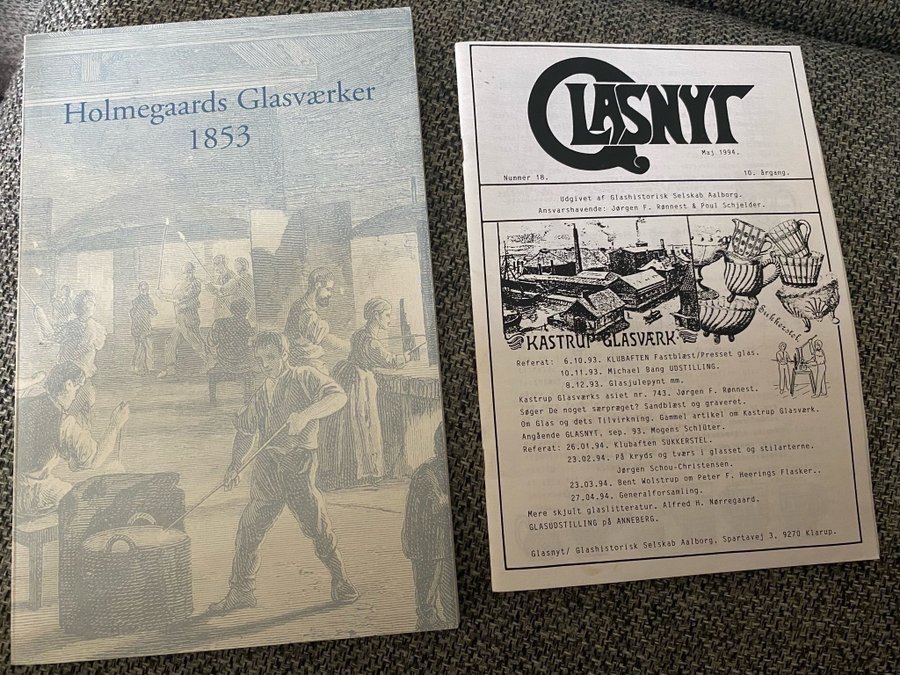 Holmegaards Glasværker
1853
GLASNYT
Maj 1994.
Nummer 18.
10. årgang.
Udgivet af Glashistorisk Selskab Aalborg.
Ansvarshavende: Jørgen F. Rønnest & Poul Schjelder.
Sukkerstel
KASTRUP GLASVÆRK
Referat: 6.10.93. KLUBAFTEN Fastblæst/Presset glas.
10.11.93. Michael Bang UDSTILLING.
8.12.93. Glasjulepynt mm.
Kastrup Glasværks asiet nr. 743. Jørgen F. Rønnest.
Søger De noget særpræget? Sandblæst og graveret.
Om Glas og dets Tilvirkning. Gammel artikel om Kastrup Glasværk.
Angående GLASNYT, sep. 93. Mogens Schlüter.
Referat: 26.01.94. Klubaften SUKKERSTEL.
23.02.94. På kryds og tværs i glasset og stilarterne.
Jørgen Schou-Christensen.
23.03.94. Bent Wolstrup om Peter F. Heerings Flasker..
27.04.94. Generalforsamling.
Mere skjult glaslitteratur. Alfred H. Nørregaard.
GLASUDSTILLING på ANNEBERG.
Glasnyt/ Glashistorisk Selskab Aalborg, Spartavej 3, 9270 Klarup.